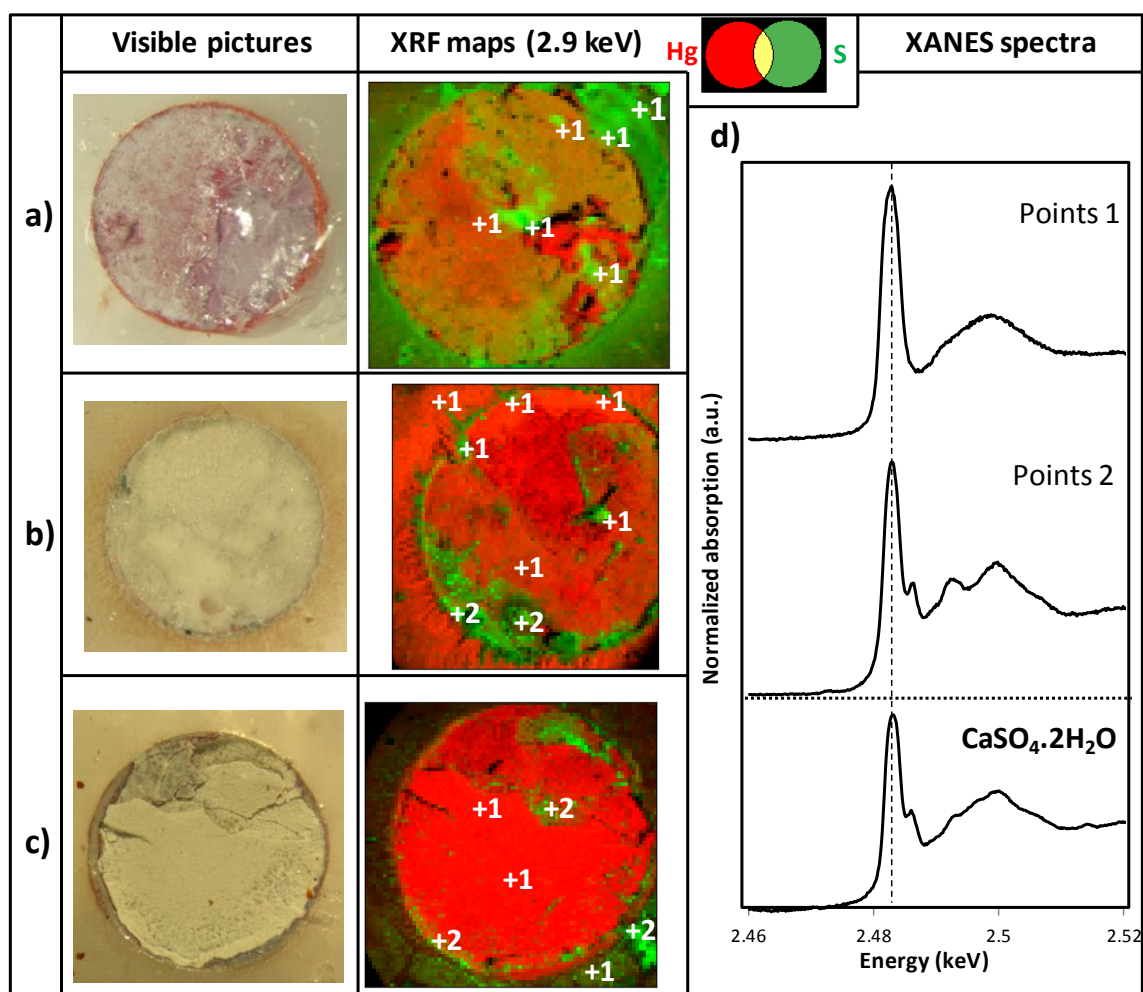 Visible pictures
XRF maps (2.9 keV)
Hg
S
XANES spectra
a)
+1
+1
+1
+1
+1
+1
b)
+1
+1
+1
+1
+1
+1
+2
+2
c)
+1
+2
+1
+2
+2
+1
d)
Points 1
Points 2
CaSO4.2H2O
Normalized absorption (a.u.)
2.46
2.48
2.5
2.52
Energy (keV)